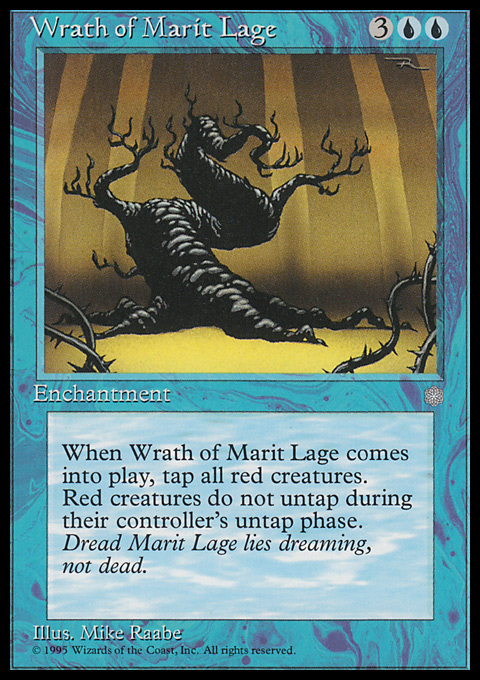 Wrath of Marit Lage 3
Enchantment
When Wrath of Marit Lage comes
into play, tap all red creatures.
Red creatures do not untap during
their controller's untap phase.
Dread Marit Lage lies dreaming,
not dead.
Illus. Mike Raabe
© 1995 Wizards of the Coast, Inc. All rights reserved.